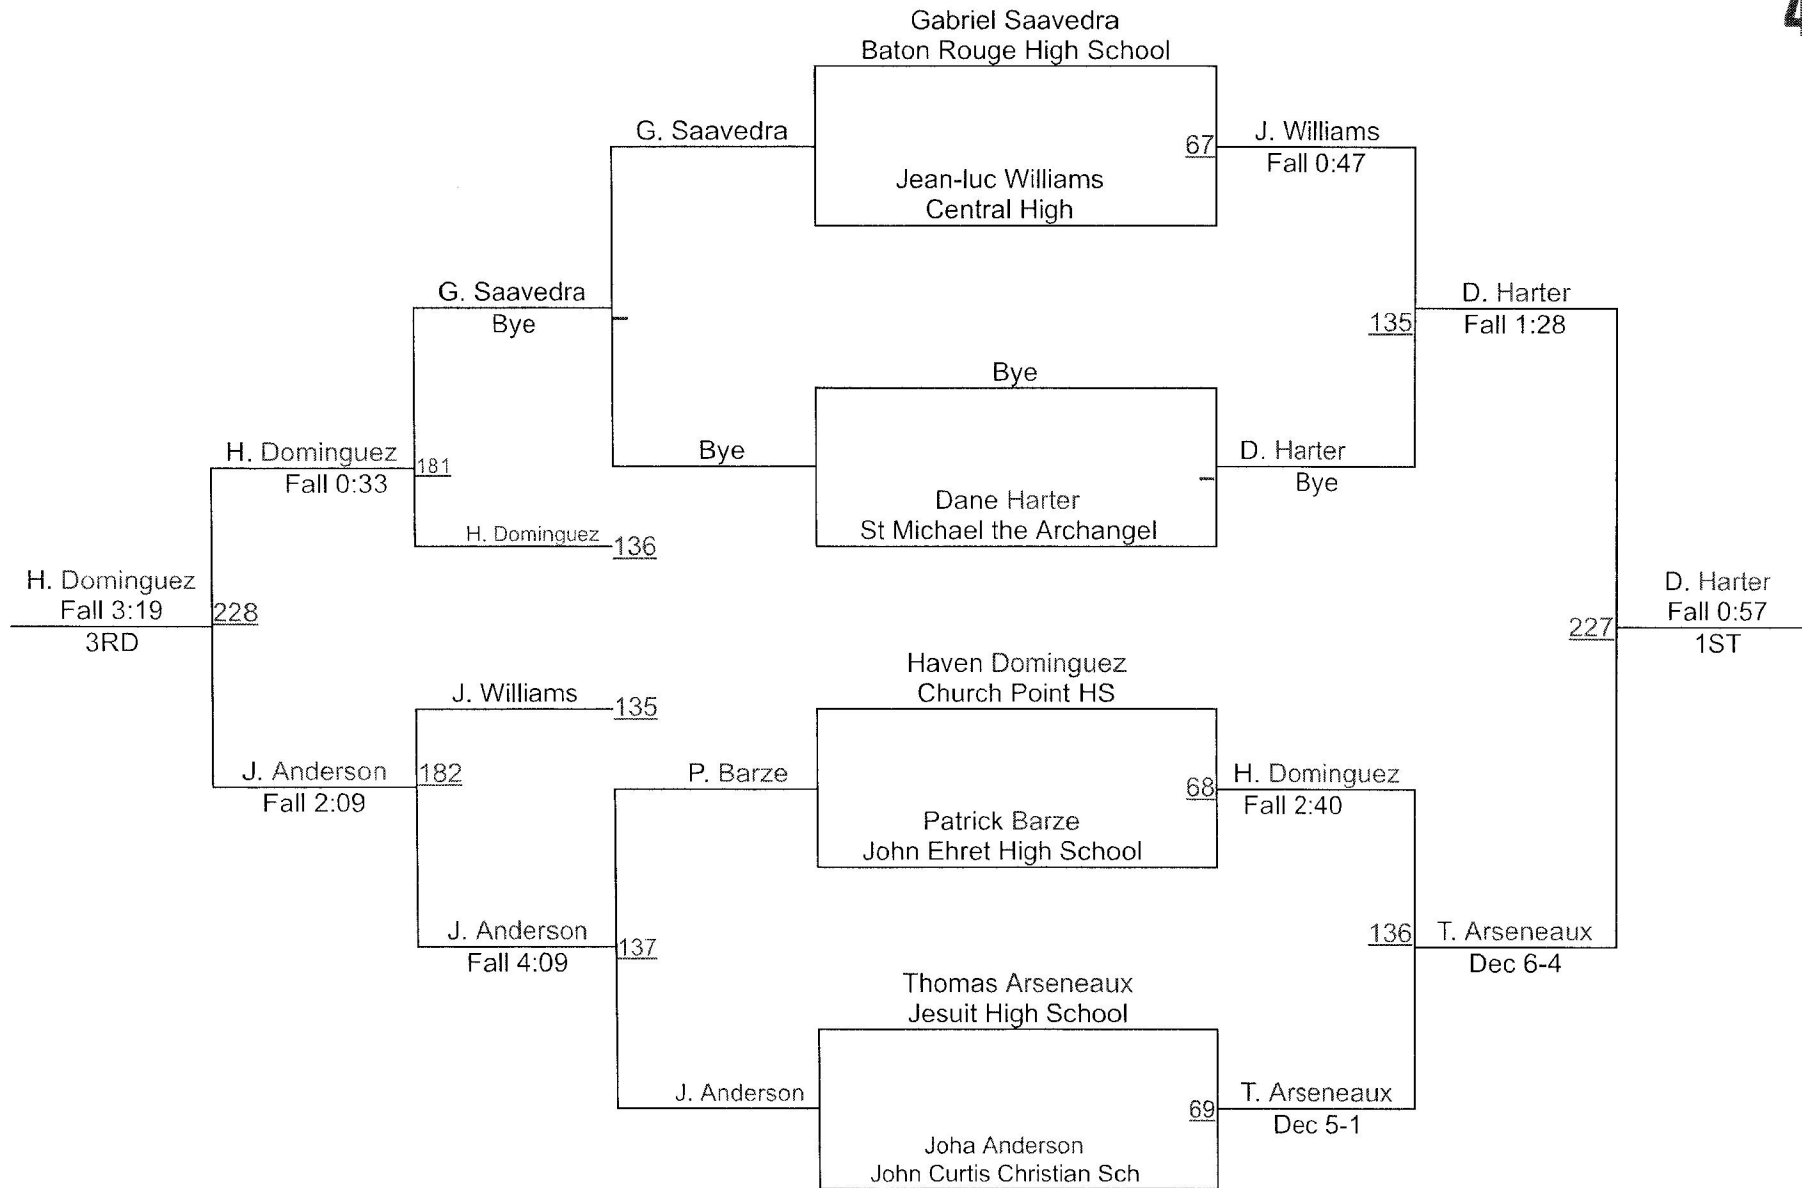 4
Gabriel Saavedra
Baton Rouge High School
G. Saavedra
67
J. Williams
Fall 0:47
Jean-luc Williams
Central High
G. Saavedra
Bye
D. Harter
Fall 1:28
135
Bye
H. Dominguez
Fall 0:33
181
Bye
D. Harter
Bye
Dane Harter
St Michael the Archangel
H. Dominguez
136
H. Dominguez
Fall 3:19
3RD
228
D. Harter
Fall 0:57
1ST
227
Haven Dominguez
Church Point HS
J. Williams
135
J. Anderson
Fall 2:09
182
P. Barze
68
H. Dominguez
Fall 2:40
Patrick Barze
John Ehret High School
J. Anderson
Fall 4:09
137
136
T. Arseneaux
Dec 6-4
Thomas Arseneaux
Jesuit High School
J. Anderson
69
T. Arseneaux
Dec 5-1
Joha Anderson
John Curtis Christian Sch